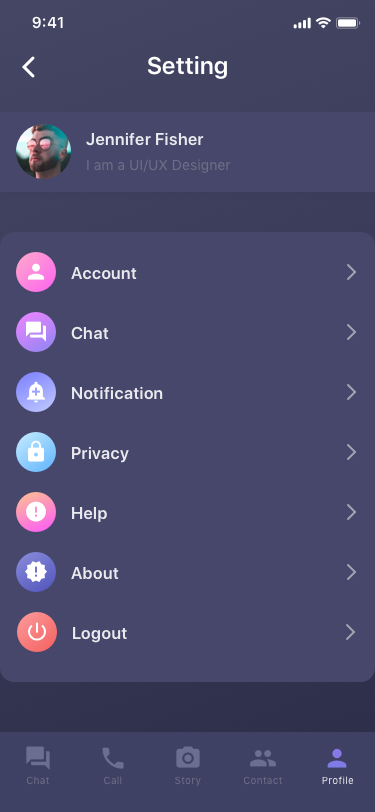 9:41
Setting
Jennifer Fisher
I am a UI/UX Designer
Account
Chat
Notification
Privacy
Help
About
Logout
Chat Call Story Contact Profile